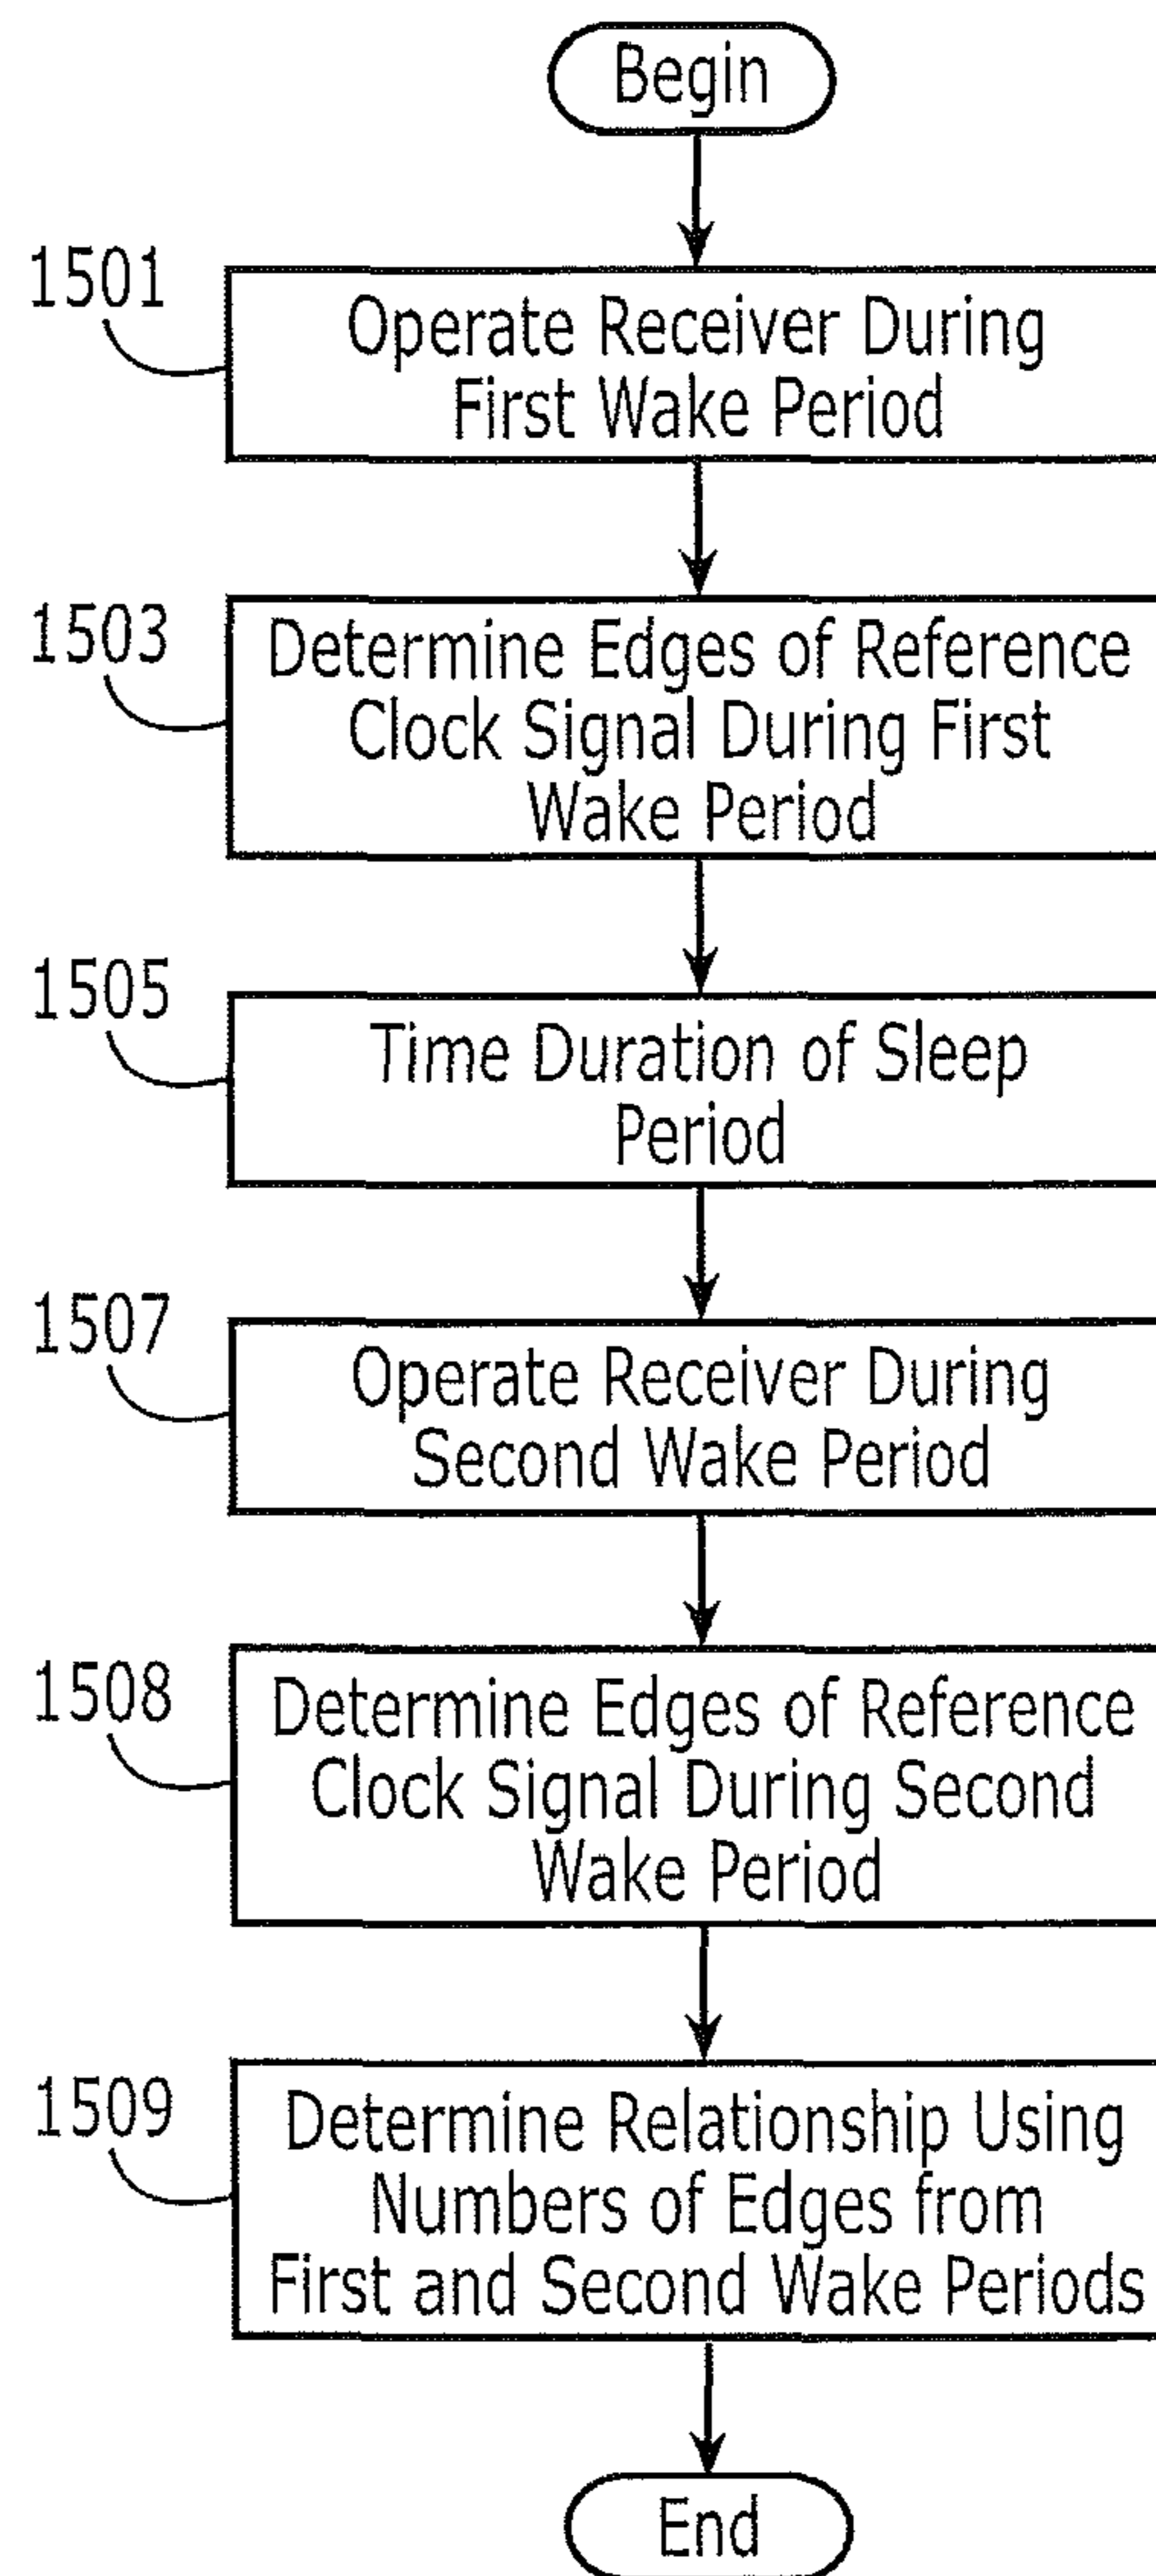 Begin
1501
Operate Receiver During
First Wake Period
1503
Determine Edges of Reference
Clock Signal During First
Wake Period
1505
Time Duration of Sleep
Period
1507
Operate Receiver During
Second Wake Period
1508
Determine Edges of Reference
Clock Signal During Second
Wake Period
1509
Determine Relationship Using
Numbers of Edges from
First and Second Wake Periods
End